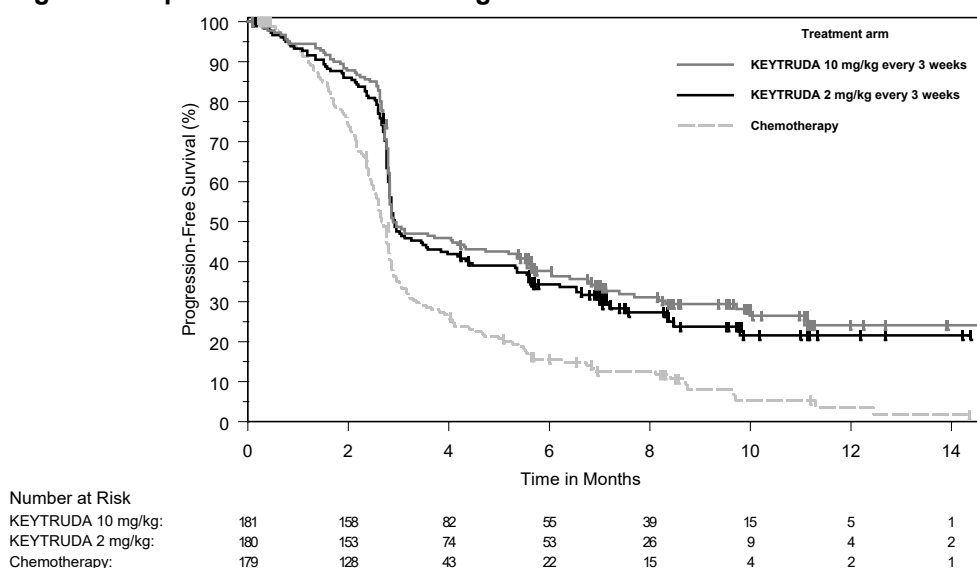 100
90
80
70
60
50
40
30
20
10
0
Progression-Free Survival (%)
Treatment arm
KEYTRUDA 10 mg/kg every 3 weeks
KEYTRUDA 2 mg/kg every 3 weeks
Chemotherapy
0 2 4 6 8 10 12 14
Time in Months
Number at Risk
KEYTRUDA 10 mg/kg: 181 158 82 55 39 15 5 1
KEYTRUDA 2 mg/kg: 180 153 74 53 26 9 4 2
Chemotherapy: 179 128 43 22 15 4 2 1